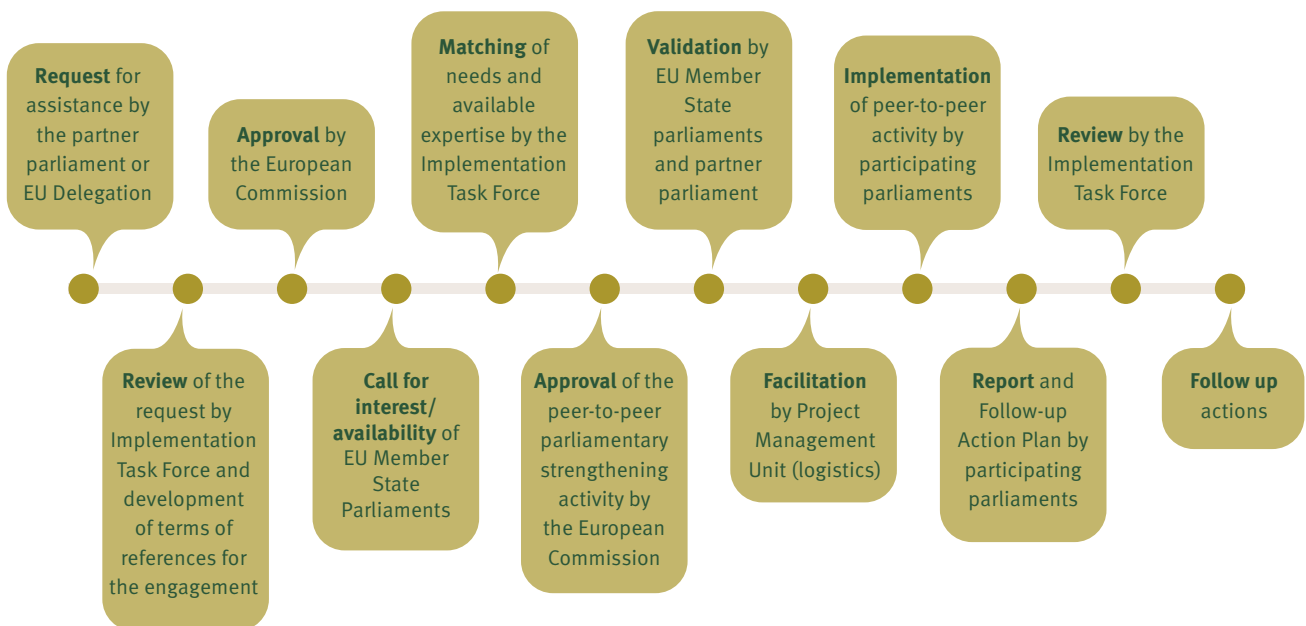 Request for
assistance by
the partner
parliament or
EU Delegation
Review of the
request by
Implementation
Task Force and
development
of terms of
references for
the engagement
Approval by
the European
Commission
Call for
interest/
availability of
EU Member
State
Parliaments
Matching of
needs and
available
expertise by the
Implementation
Task Force
Approval of the
peer-to-peer
parliamentary
strengthening
activity by
the European
Commission
Validation by
EU Member
State
parliaments
and partner
parliament
Facilitation
by Project
Management
Unit (logistics)
Implementation
of peer-to-peer
activity by
participating
parliaments
Report and
Follow-up
Action Plan by
participating
parliaments
Review by the
Implementation
Task Force
Follow up
actions